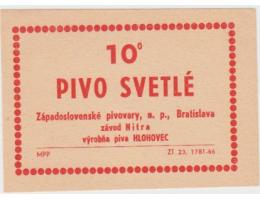 10°
PIVO SVETLÉ
Západoslovenské pivovary, n. p., Bratislava
závod Nitra
výrobňa piva HLOHOVEC
MPP ZT 23, 1781-66